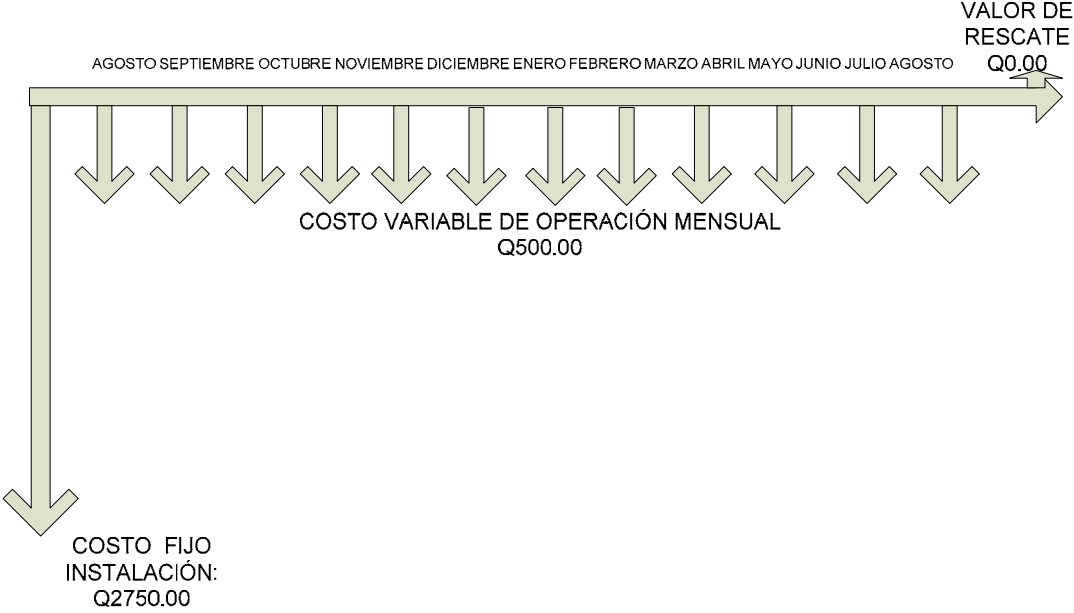 VALOR DE
RESCATE
Q0.00
AGOSTO SEPTIEMBRE OCTUBRE NOVIEMBRE DICIEMBRE ENERO FEBRERO MARZO ABRIL MAYO JUNIO JULIO AGOSTO
COSTO VARIABLE DE OPERACIÓN MENSUAL
Q500.00
COSTO FIJO
INSTALACIÓN:
Q2750.00